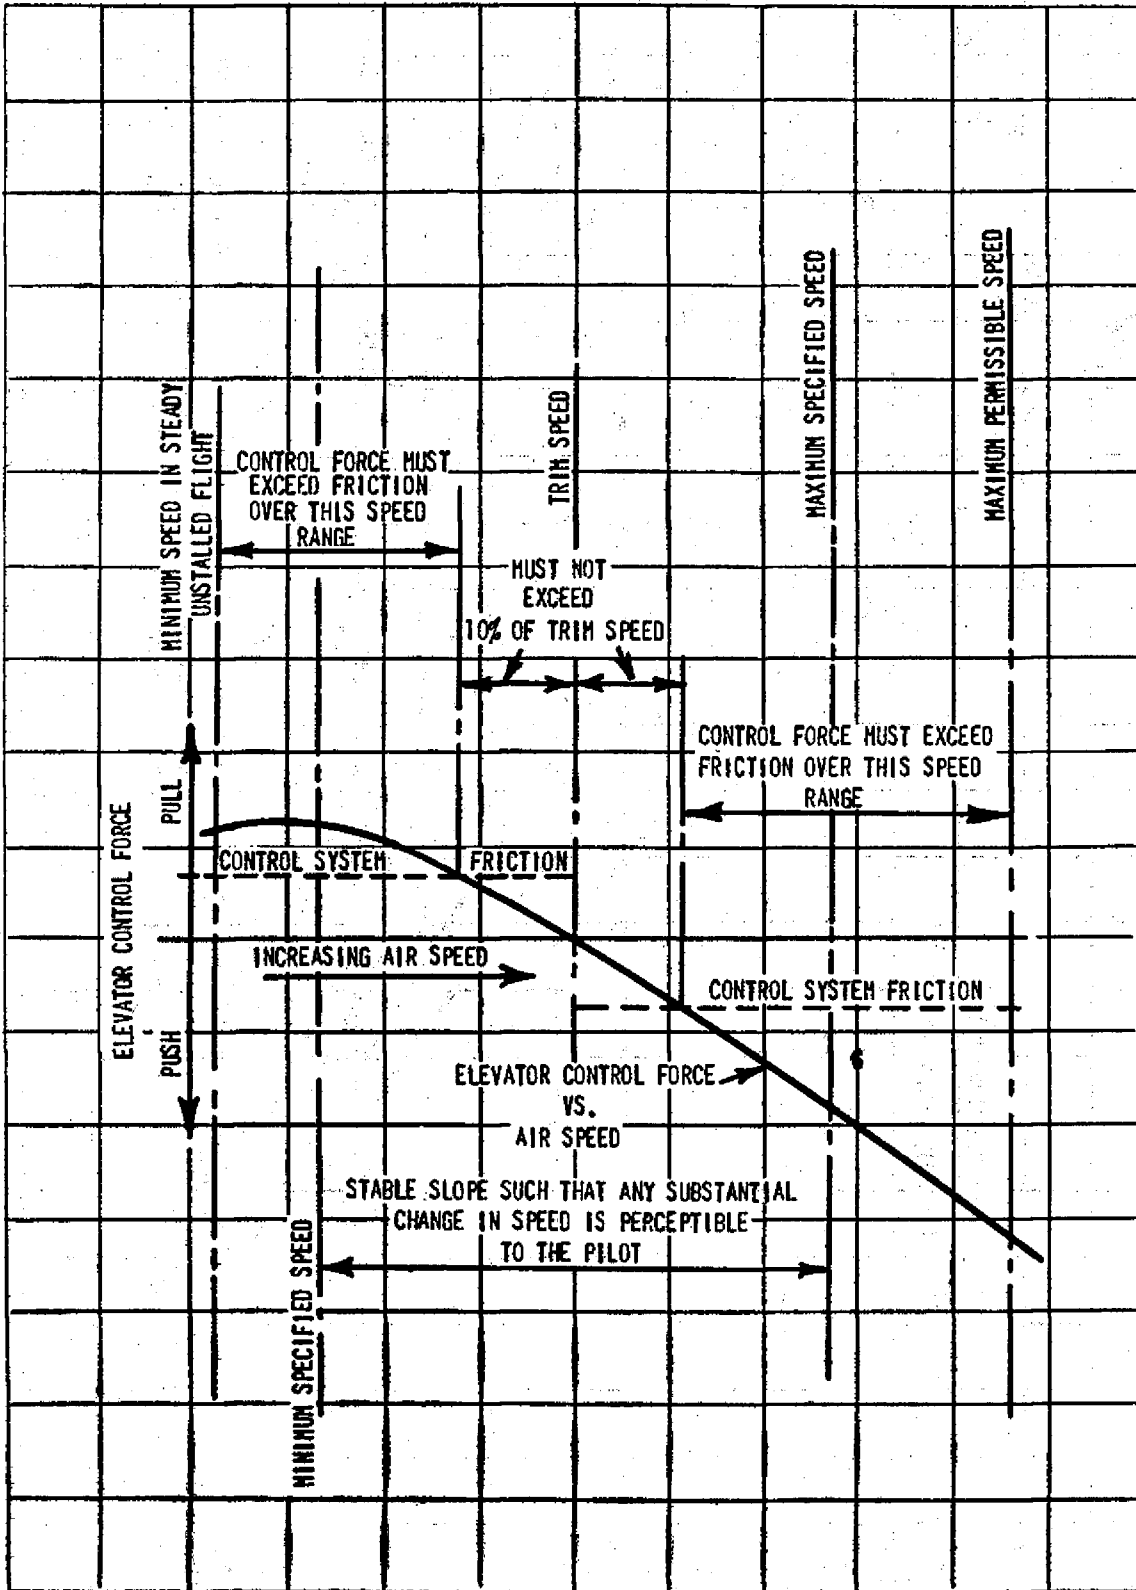 MAXIMUM SPECIFIED SPEED
MAXIMUM PERMISSIBLE SPEED
MINIMUM SPEED IN STEADY
UNSTALLED FLIGHT
TRIM SPEED
CONTROL FORCE MUST
EXCEED FRICTION
OVER THIS SPEED
RANGE
MUST NOT
EXCEED
10% OF TRIM SPEED
CONTROL FORCE MUST EXCEED
FRICTION OVER THIS SPEED
RANGE
ELEVATOR CONTROL FORCE
PULL
PUSH
CONTROL SYSTEM FRICTION
INCREASING AIR SPEED
CONTROL SYSTEM FRICTION
ELEVATOR CONTROL FORCE
VS.
AIR SPEED
STABLE SLOPE SUCH THAT ANY SUBSTANTIAL
CHANGE IN SPEED IS PERCEPTIBLE
TO THE PILOT
MINIMUM SPECIFIED SPEED